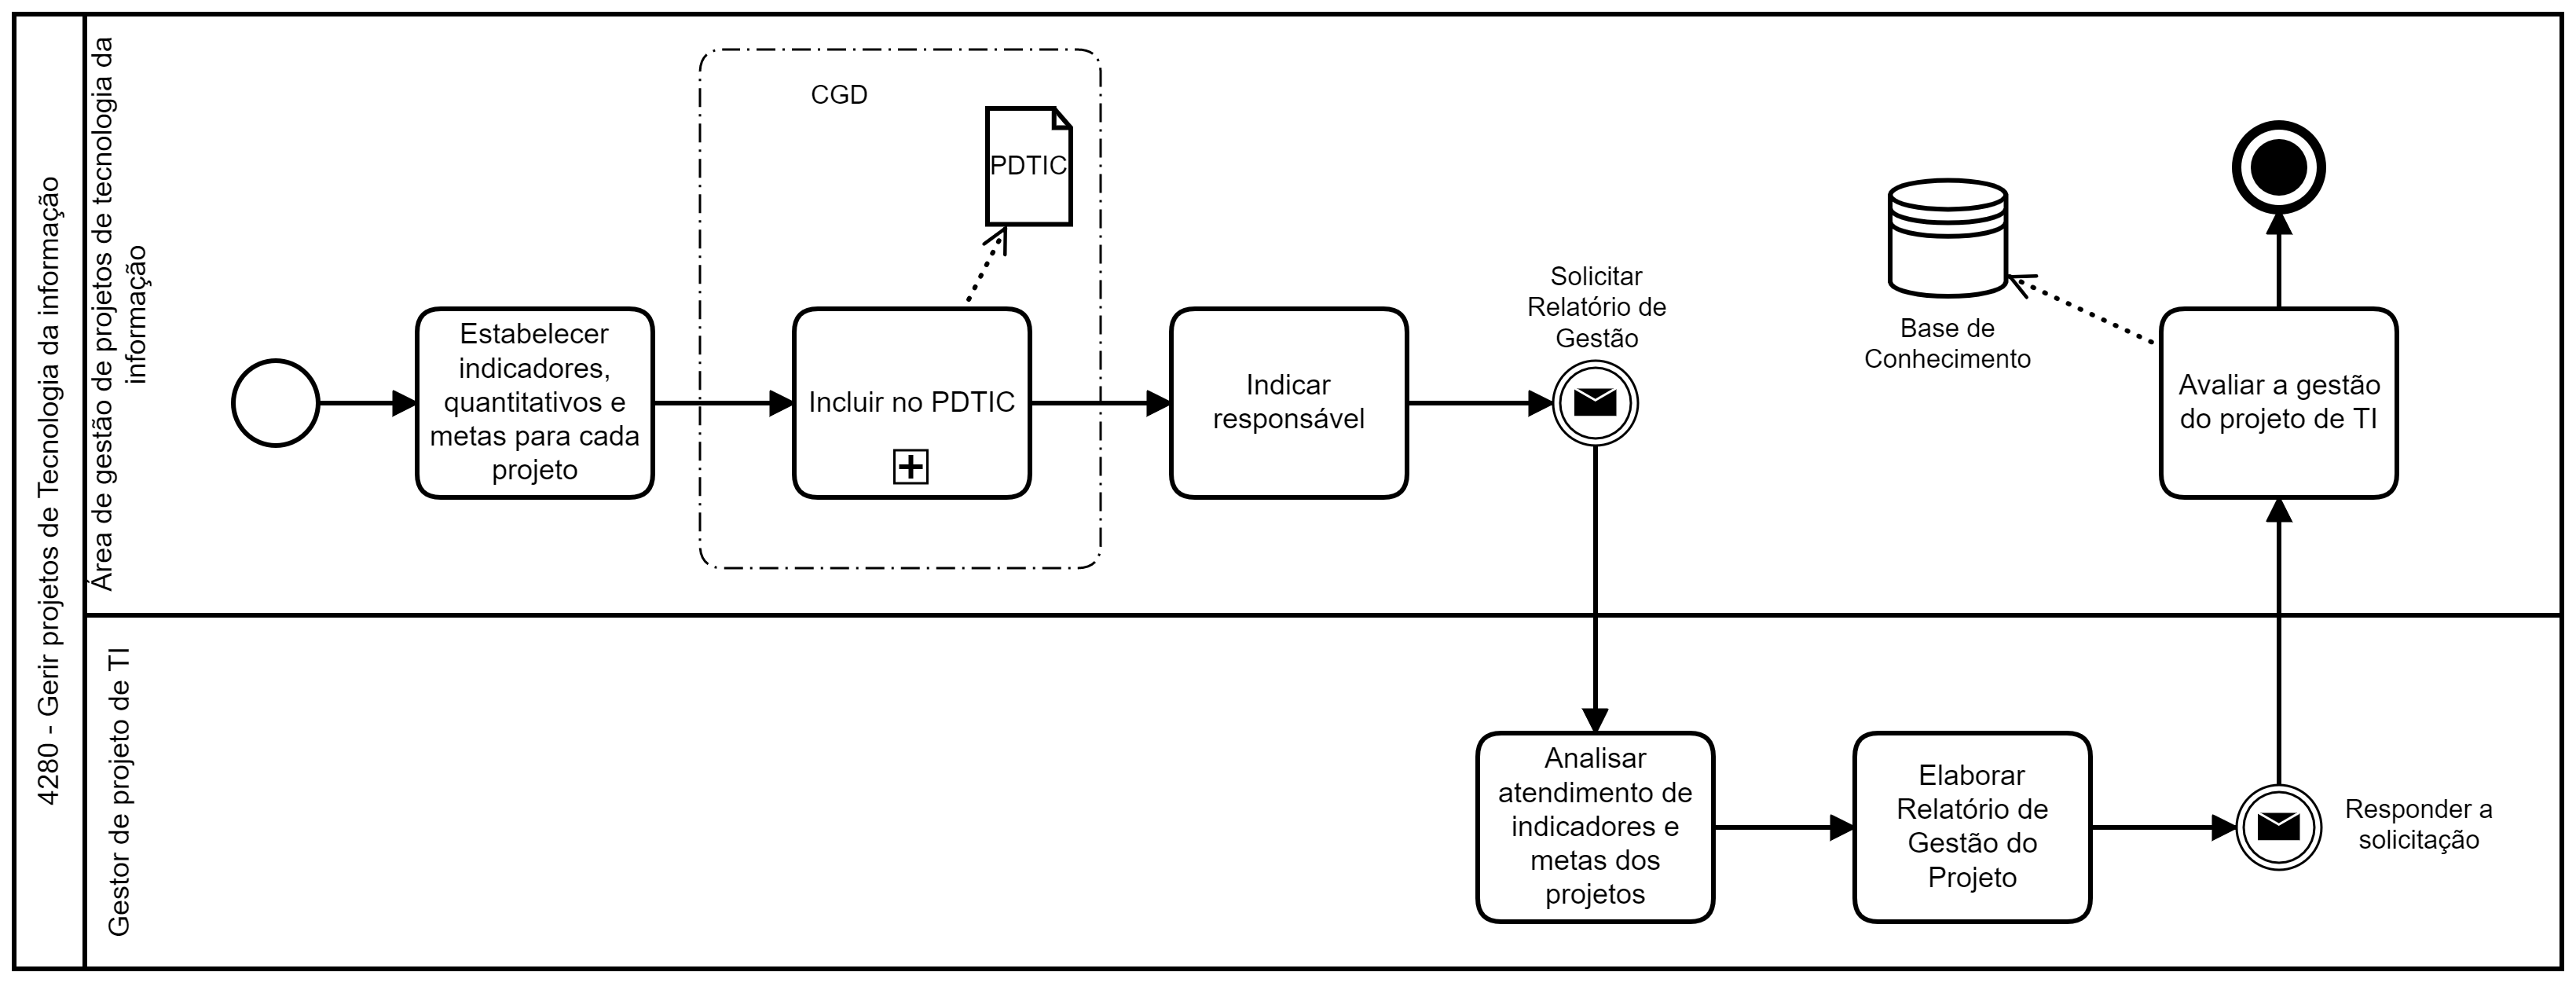 4280 - Gerir projetos de Tecnologia da informação
Área de gestão de projetos de tecnologia da
informação
Estabelecer
indicadores,
quantitativos e
metas para cada
projeto
CGD
PDTIC
Incluir no PDTIC
Indicar
responsável
Solicitar
Relatório de
Gestão
Base de
Conhecimento
Avaliar a gestão
do projeto de TI
Gestor de projeto de TI
Analisar
atendimento de
indicadores e
metas dos
projetos
Elaborar
Relatório de
Gestão do
Projeto
Responder a
solicitação